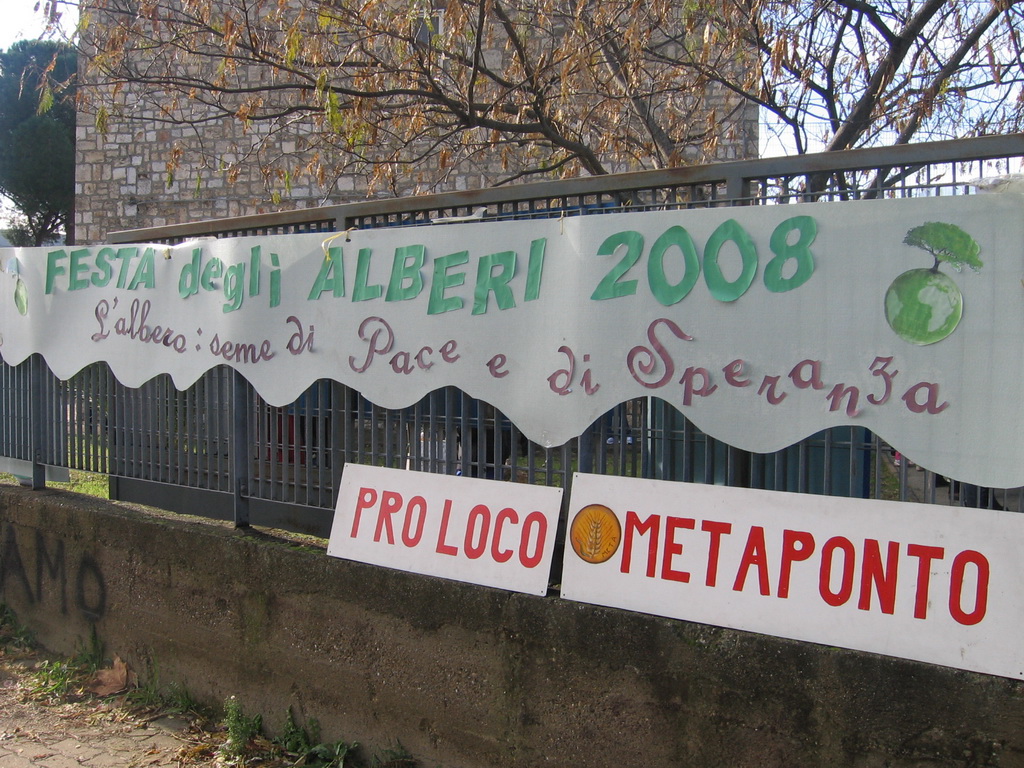 FESTA degli ALBERI 2008
L'albero: seme di Pace e di Speranza
PRO LOCO
METAPONTO
AMO